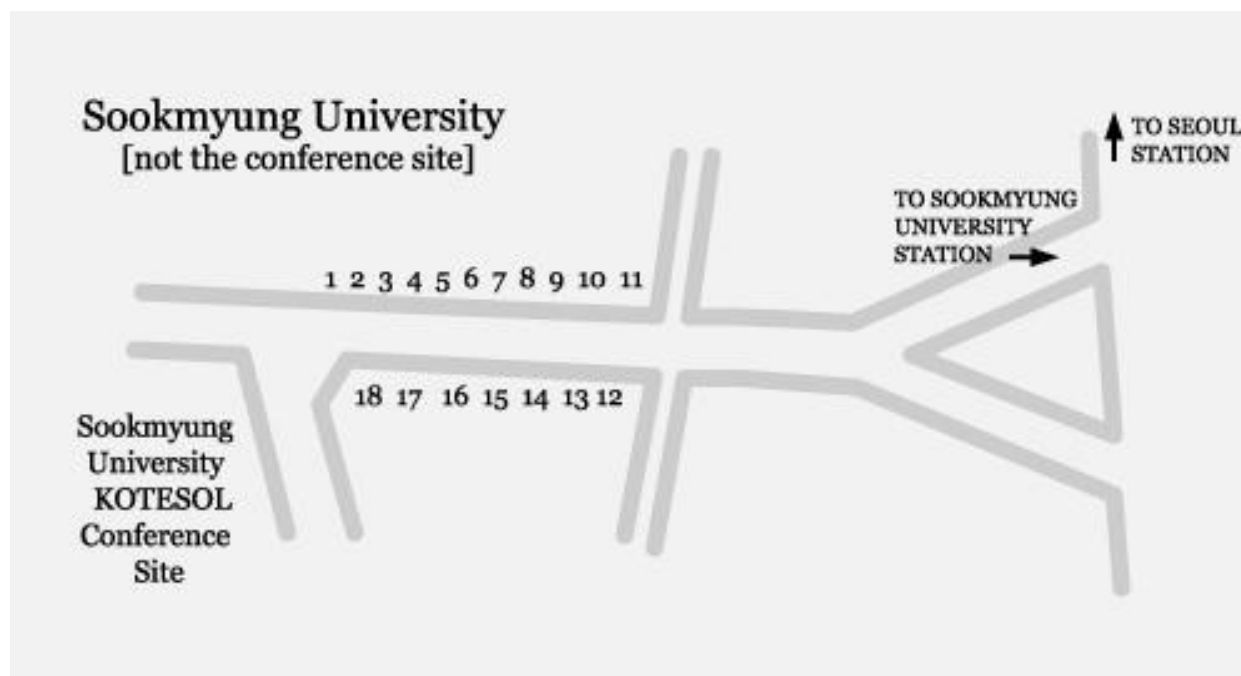 Sookmyung University
[not the conference site]
TO SEOUL
STATION
TO SOOKMYUNG
UNIVERSITY
STATION
1 2 3 4 5 6 7 8 9 10 11
18 17 16 15 14 13 12
Sookmyung
University
KOTESOL
Conference
Site